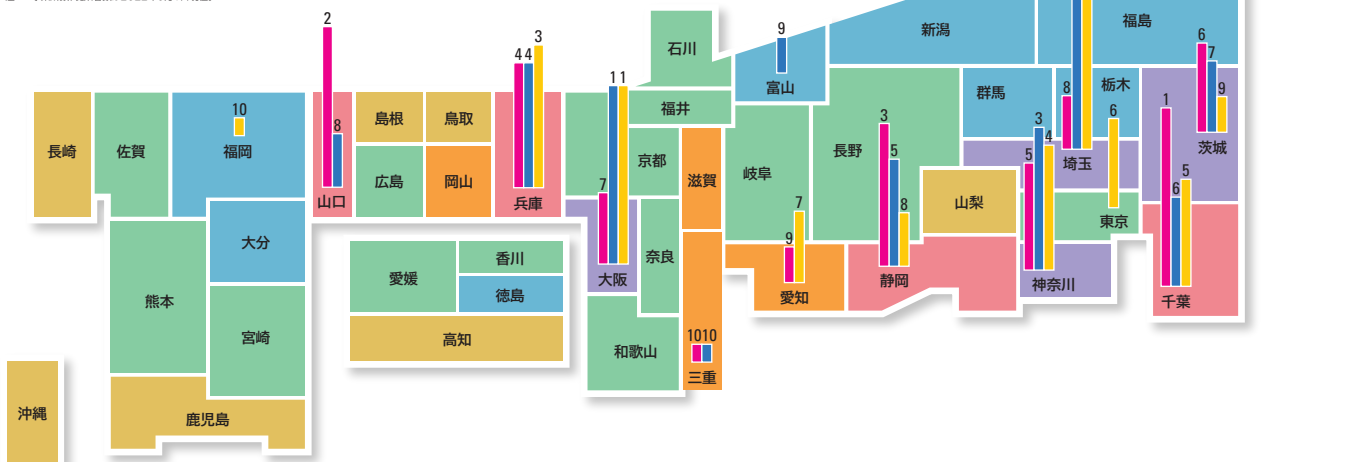 2
8
山口
長崎
佐賀
10
福岡
大分
熊本
宮崎
鹿児島
沖縄
島根
鳥取
広島
岡山
4 4 3
兵庫
愛媛
香川
徳島
高知
石川
福井
京都
滋賀
7 1 1
大阪
奈良
和歌山
10 10
三重
9
富山
岐阜
9 7
愛知
長野
3 5 8
静岡
新潟
福島
群馬
栃木
8
埼玉
山梨
6
東京
5 3 4
神奈川
6 7 9
茨城
1 6 5
千葉